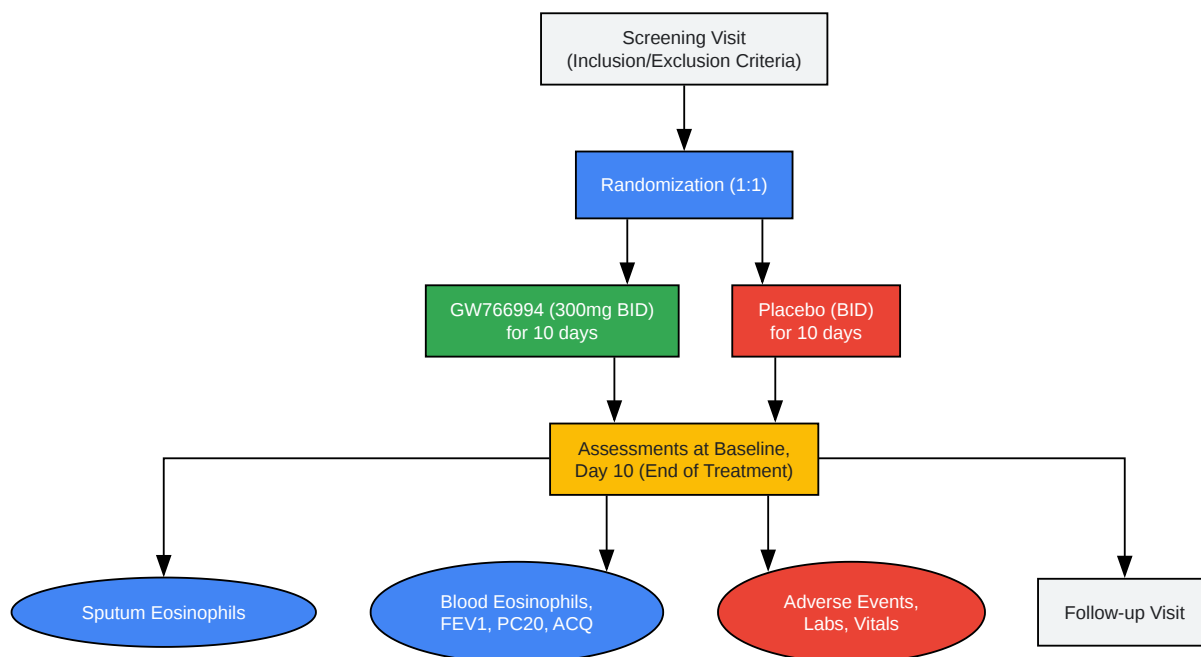 Screening Visit
(Inclusion/Exclusion Criteria)
Randomization (1:1)
GW766994 (300mg BID)
for 10 days
Placebo (BID)
for 10 days
Assessments at Baseline,
Day 10 (End of Treatment)
Sputum Eosinophils
Blood Eosinophils,
FEV1, PC20, ACQ
Adverse Events,
Labs, Vitals
Follow-up Visit